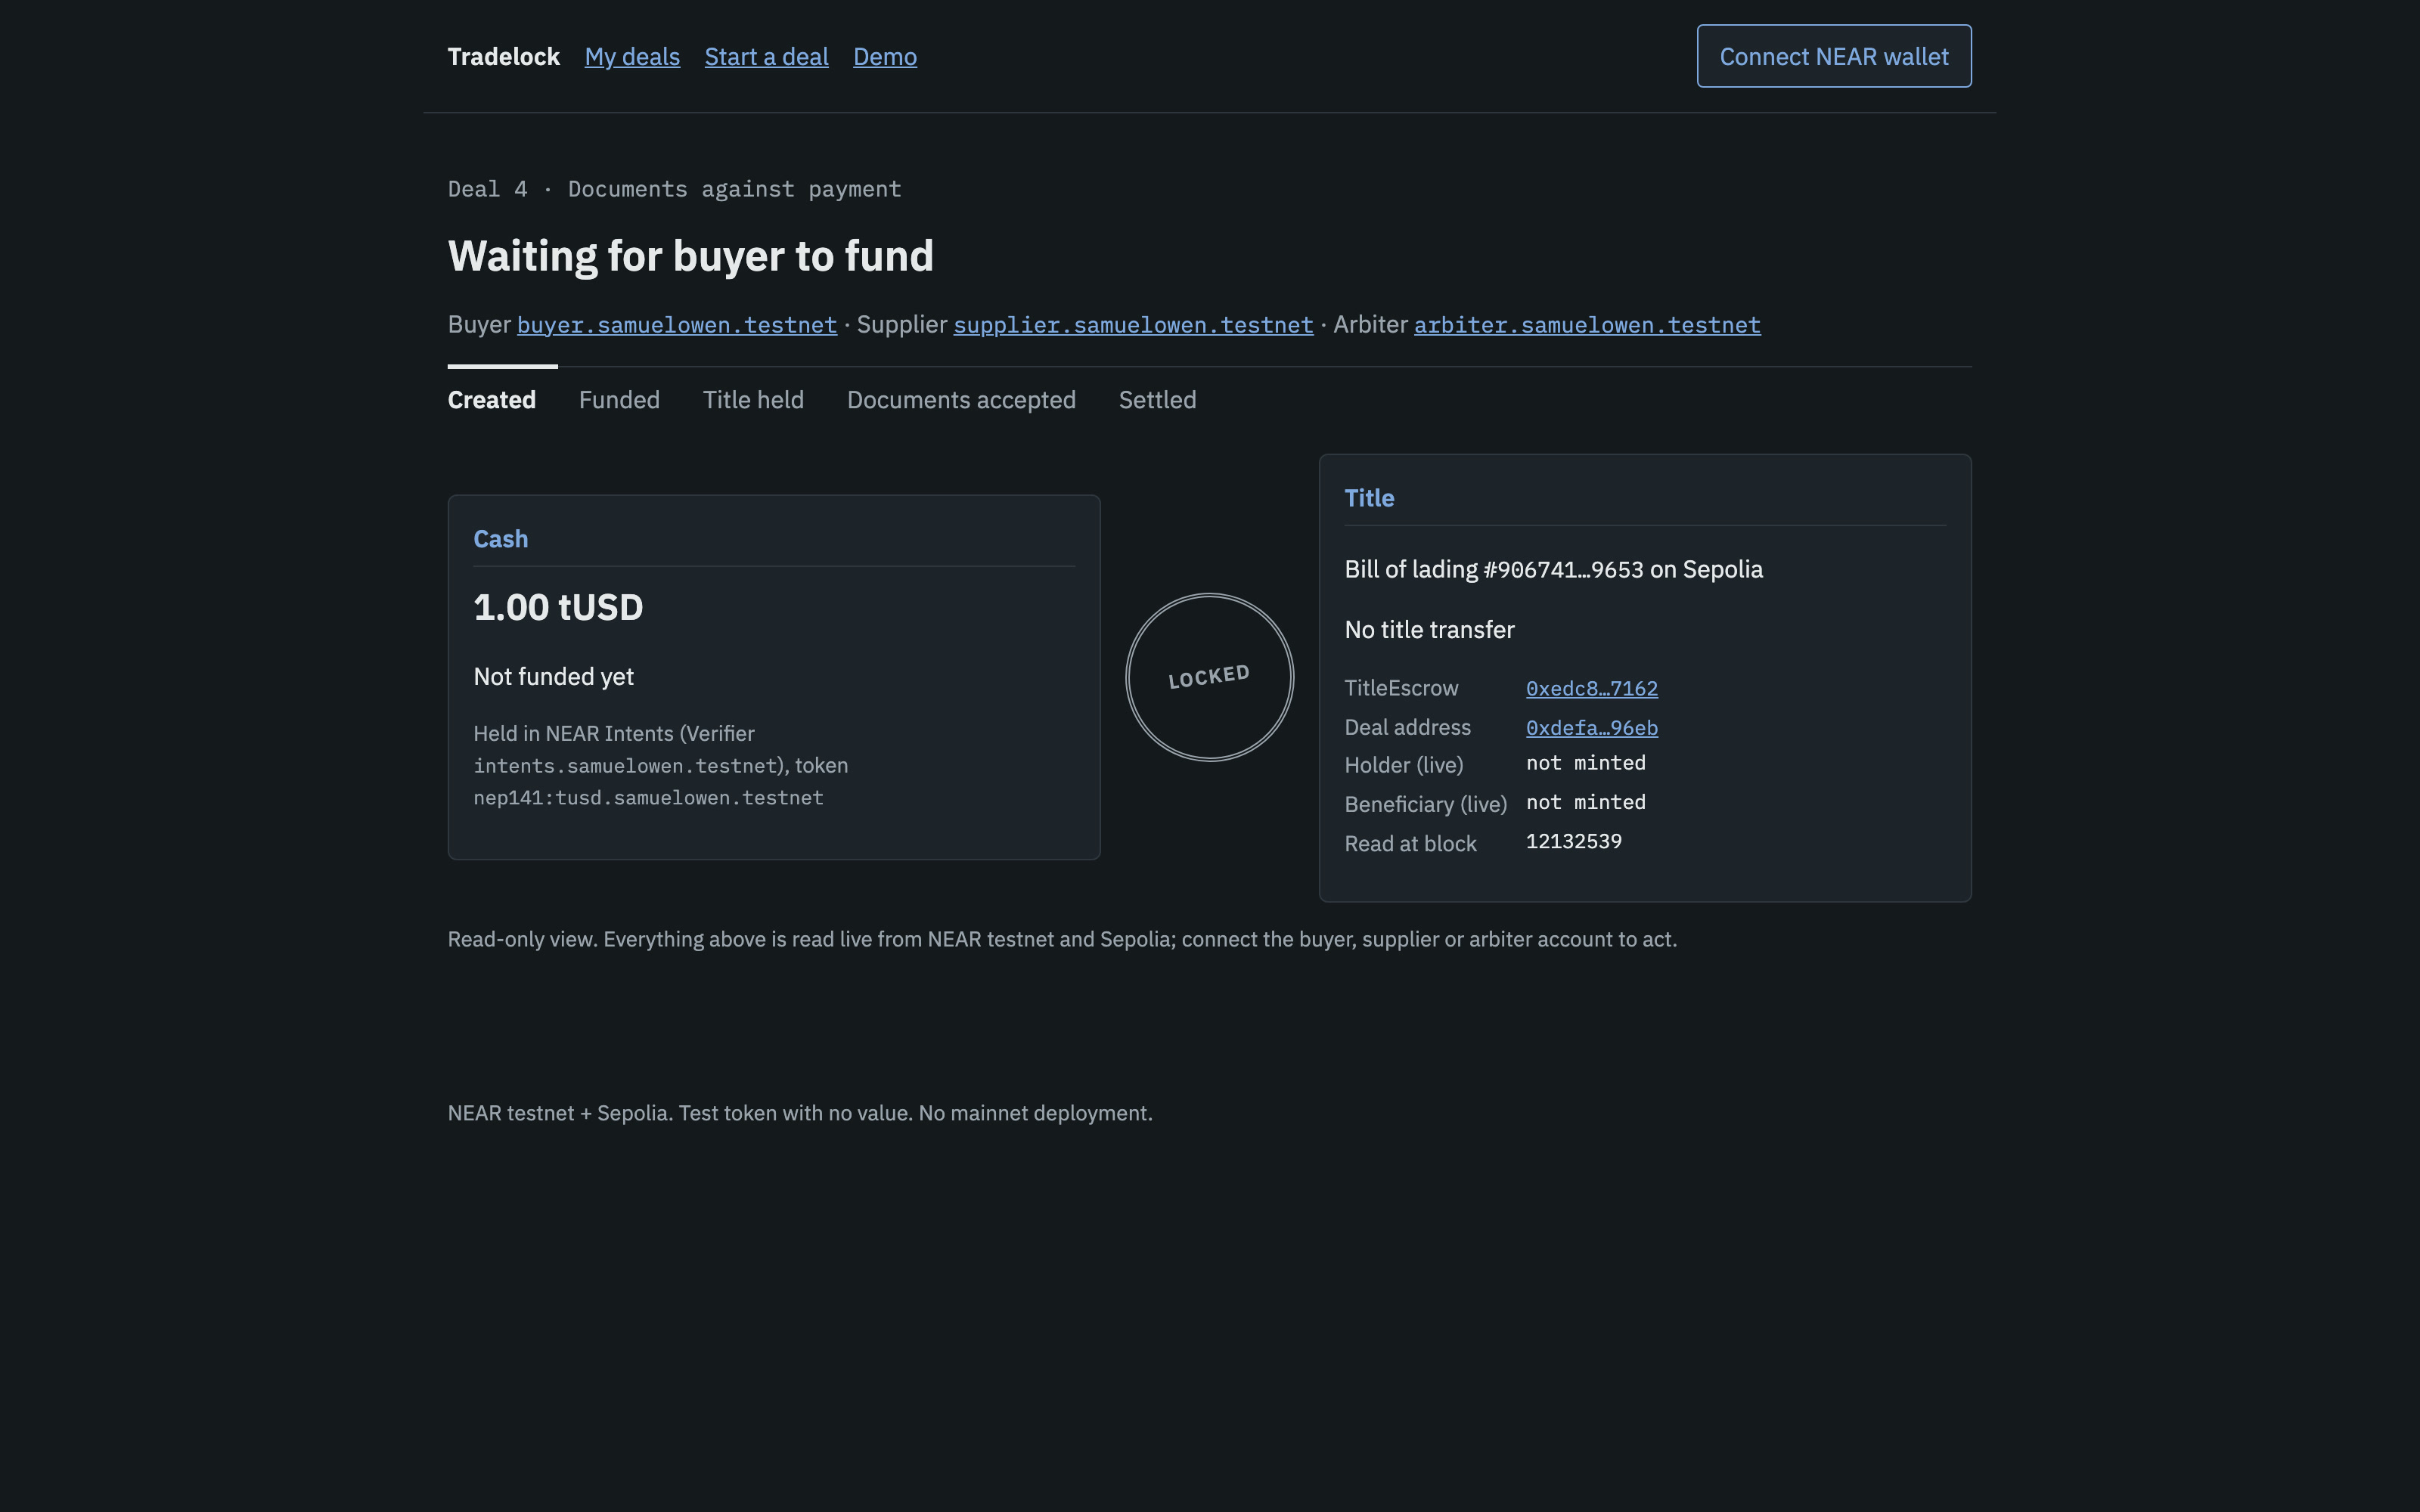 Tradelock My deals Start a deal Demo Connect NEAR wallet
Deal 4 · Documents against payment
Waiting for buyer to fund
Buyer buyer.samuelowen.testnet · Supplier supplier.samuelowen.testnet · Arbiter arbiter.samuelowen.testnet
Created Funded Title held Documents accepted Settled
Cash
1.00 tUSD
Not funded yet
Held in NEAR Intents (Verifier
intents.samuelowen.testnet), token
nep141:tusd.samuelowen.testnet
LOCKED
Title
Bill of lading #906741…9653 on Sepolia
No title transfer
TitleEscrow 0xedc8…7162
Deal address 0xdefa…96eb
Holder (live) not minted
Beneficiary (live) not minted
Read at block 12132539
Read-only view. Everything above is read live from NEAR testnet and Sepolia; connect the buyer, supplier or arbiter account to act.
NEAR testnet + Sepolia. Test token with no value. No mainnet deployment.